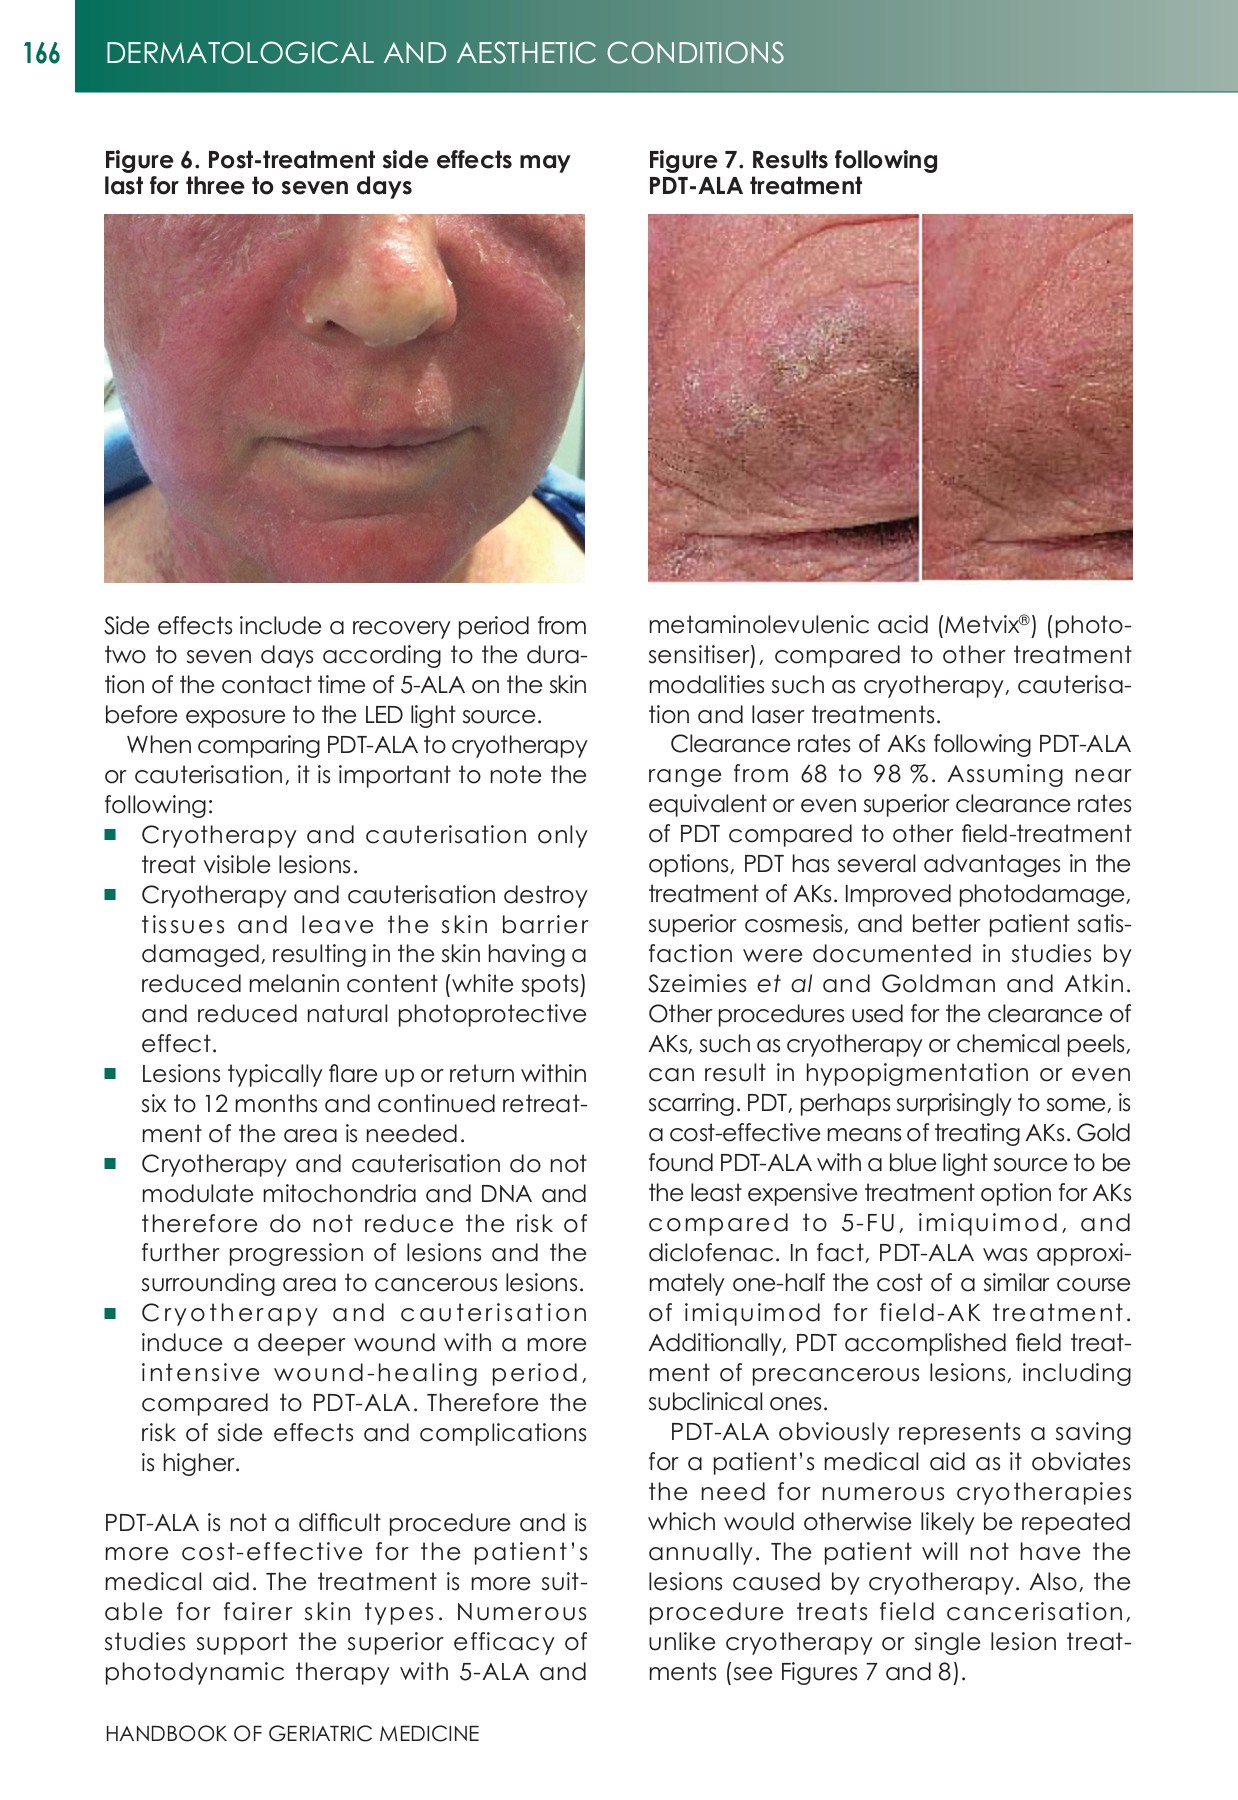 166
DERMATOLOGICAL AND AESTHETIC CONDITIONS
Figure 6. Post-treatment side effects may
last for three to seven days
Side effects include a recovery period from
two to seven days according to the dura-
tion of the contact time of 5-ALA on the skin
before exposure to the LED light source.
When comparing PDT-ALA to cryotherapy
or cauterisation, it is important to note the
following:
■ Cryotherapy and cauterisation only
treat visible lesions.
■ Cryotherapy and cauterisation destroy
tissues and leave the skin barrier
damaged, resulting in the skin having a
reduced melanin content (white spots)
and reduced natural photoprotective
effect.
■ Lesions typically flare up or return within
six to 12 months and continued retreat-
ment of the area is needed.
■ Cryotherapy and cauterisation do not
modulate mitochondria and DNA and
therefore do not reduce the risk of
further progression of lesions and the
surrounding area to cancerous lesions.
■ Cryotherapy and cauterisation
induce a deeper wound with a more
intensive wound-healing period,
compared to PDT-ALA. Therefore the
risk of side effects and complications
is higher.
PDT-ALA is not a difficult procedure and is
more cost-effective for the patient's
medical aid. The treatment is more suit-
able for fairer skin types. Numerous
studies support the superior efficacy of
photodynamic therapy with 5-ALA and
Figure 7. Results following
PDT-ALA treatment
metaminolevulenic acid (Metvix®) (photo-
sensitiser), compared to other treatment
modalities such as cryotherapy, cauterisa-
tion and laser treatments.
Clearance rates of AKs following PDT-ALA
range from 68 to 98 %. Assuming near
equivalent or even superior clearance rates
of PDT compared to other field-treatment
options, PDT has several advantages in the
treatment of AKs. Improved photodamage,
superior cosmesis, and better patient satis-
faction were documented in studies by
Szeimies et al and Goldman and Atkin.
Other procedures used for the clearance of
AKs, such as cryotherapy or chemical peels,
can result in hypopigmentation or even
scarring. PDT, perhaps surprisingly to some, is
a cost-effective means of treating AKs. Gold
found PDT-ALA with a blue light source to be
the least expensive treatment option for AKs
compared to 5-FU, imiquimod, and
diclofenac. In fact, PDT-ALA was approxi-
mately one-half the cost of a similar course
of imiquimod for field-AK treatment.
Additionally, PDT accomplished field treat-
ment of precancerous lesions, including
subclinical ones.
PDT-ALA obviously represents a saving
for a patient's medical aid as it obviates
the need for numerous cryotherapies
which would otherwise likely be repeated
annually. The patient will not have the
lesions caused by cryotherapy. Also, the
procedure treats field cancerisation,
unlike cryotherapy or single lesion treat-
ments (see Figures 7 and 8).
HANDBOOK OF GERIATRIC MEDICINE